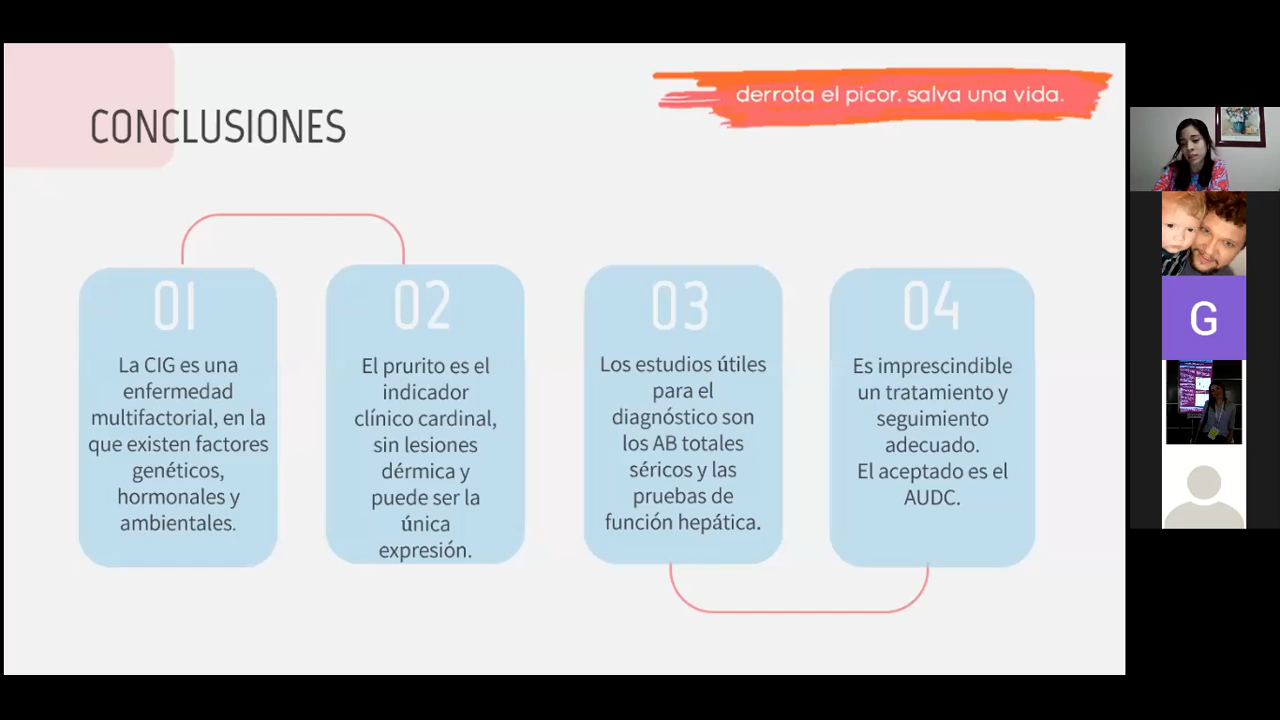 derrota el picor. salva una vida.
CONCLUSIONES
01
La CIG es una
enfermedad
multifactorial, en la
que existen factores
genéticos,
hormonales y
ambientales.
02
El prurito es el
indicador
clínico cardinal,
sin lesiones
dérmica y
puede ser la
única
expresión.
03
Los estudios útiles
para el
diagnóstico son
los AB totales
séricos y las
pruebas de
función hepática.
04
Es imprescindible
un tratamiento y
seguimiento
adecuado.
El aceptado es el
AUDC.
G